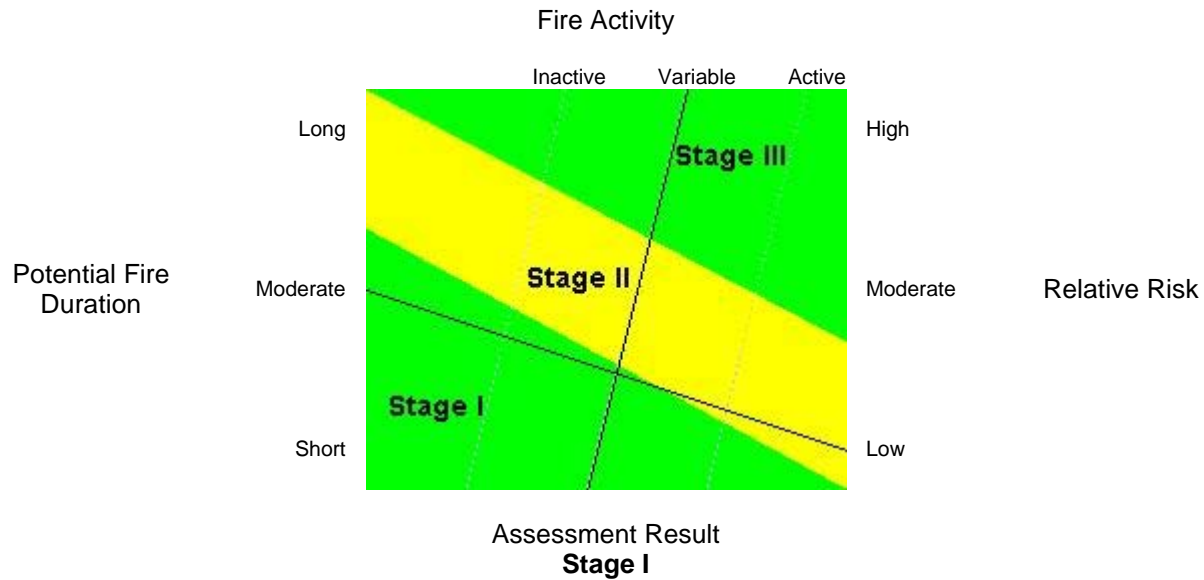 Fire Activity
Inactive Variable Active
Long
High
Stage III
Potential Fire
Duration
Moderate
Stage II
Moderate
Relative Risk
Stage I
Short
Low
Assessment Result
Stage I